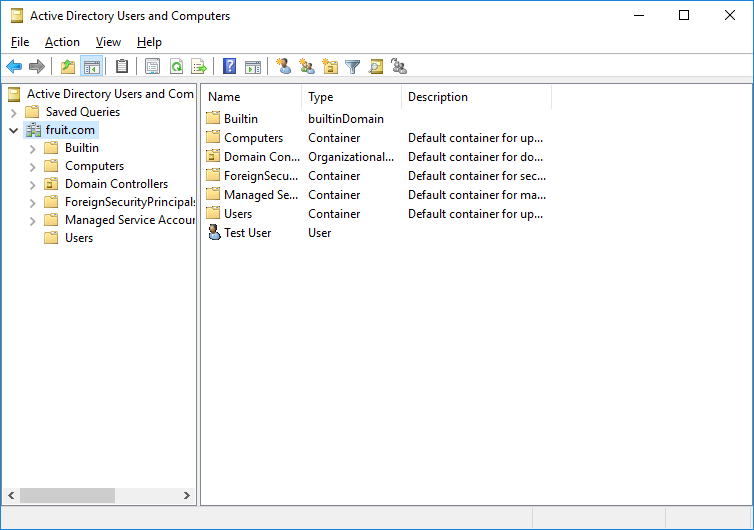 Active Directory Users and Computers
File Action View Help
Active Directory Users and Com
Saved Queries
fruit.com
Builtin
Computers
Domain Controllers
ForeignSecurityPrincipals
Managed Service Accour
Users
Name Type Description
Builtin builtinDomain
Computers Container Default container for up...
Domain Con... Organizational... Default container for do...
ForeignSecu... Container Default container for sec...
Managed Se... Container Default container for ma...
Users Container Default container for up...
Test User User